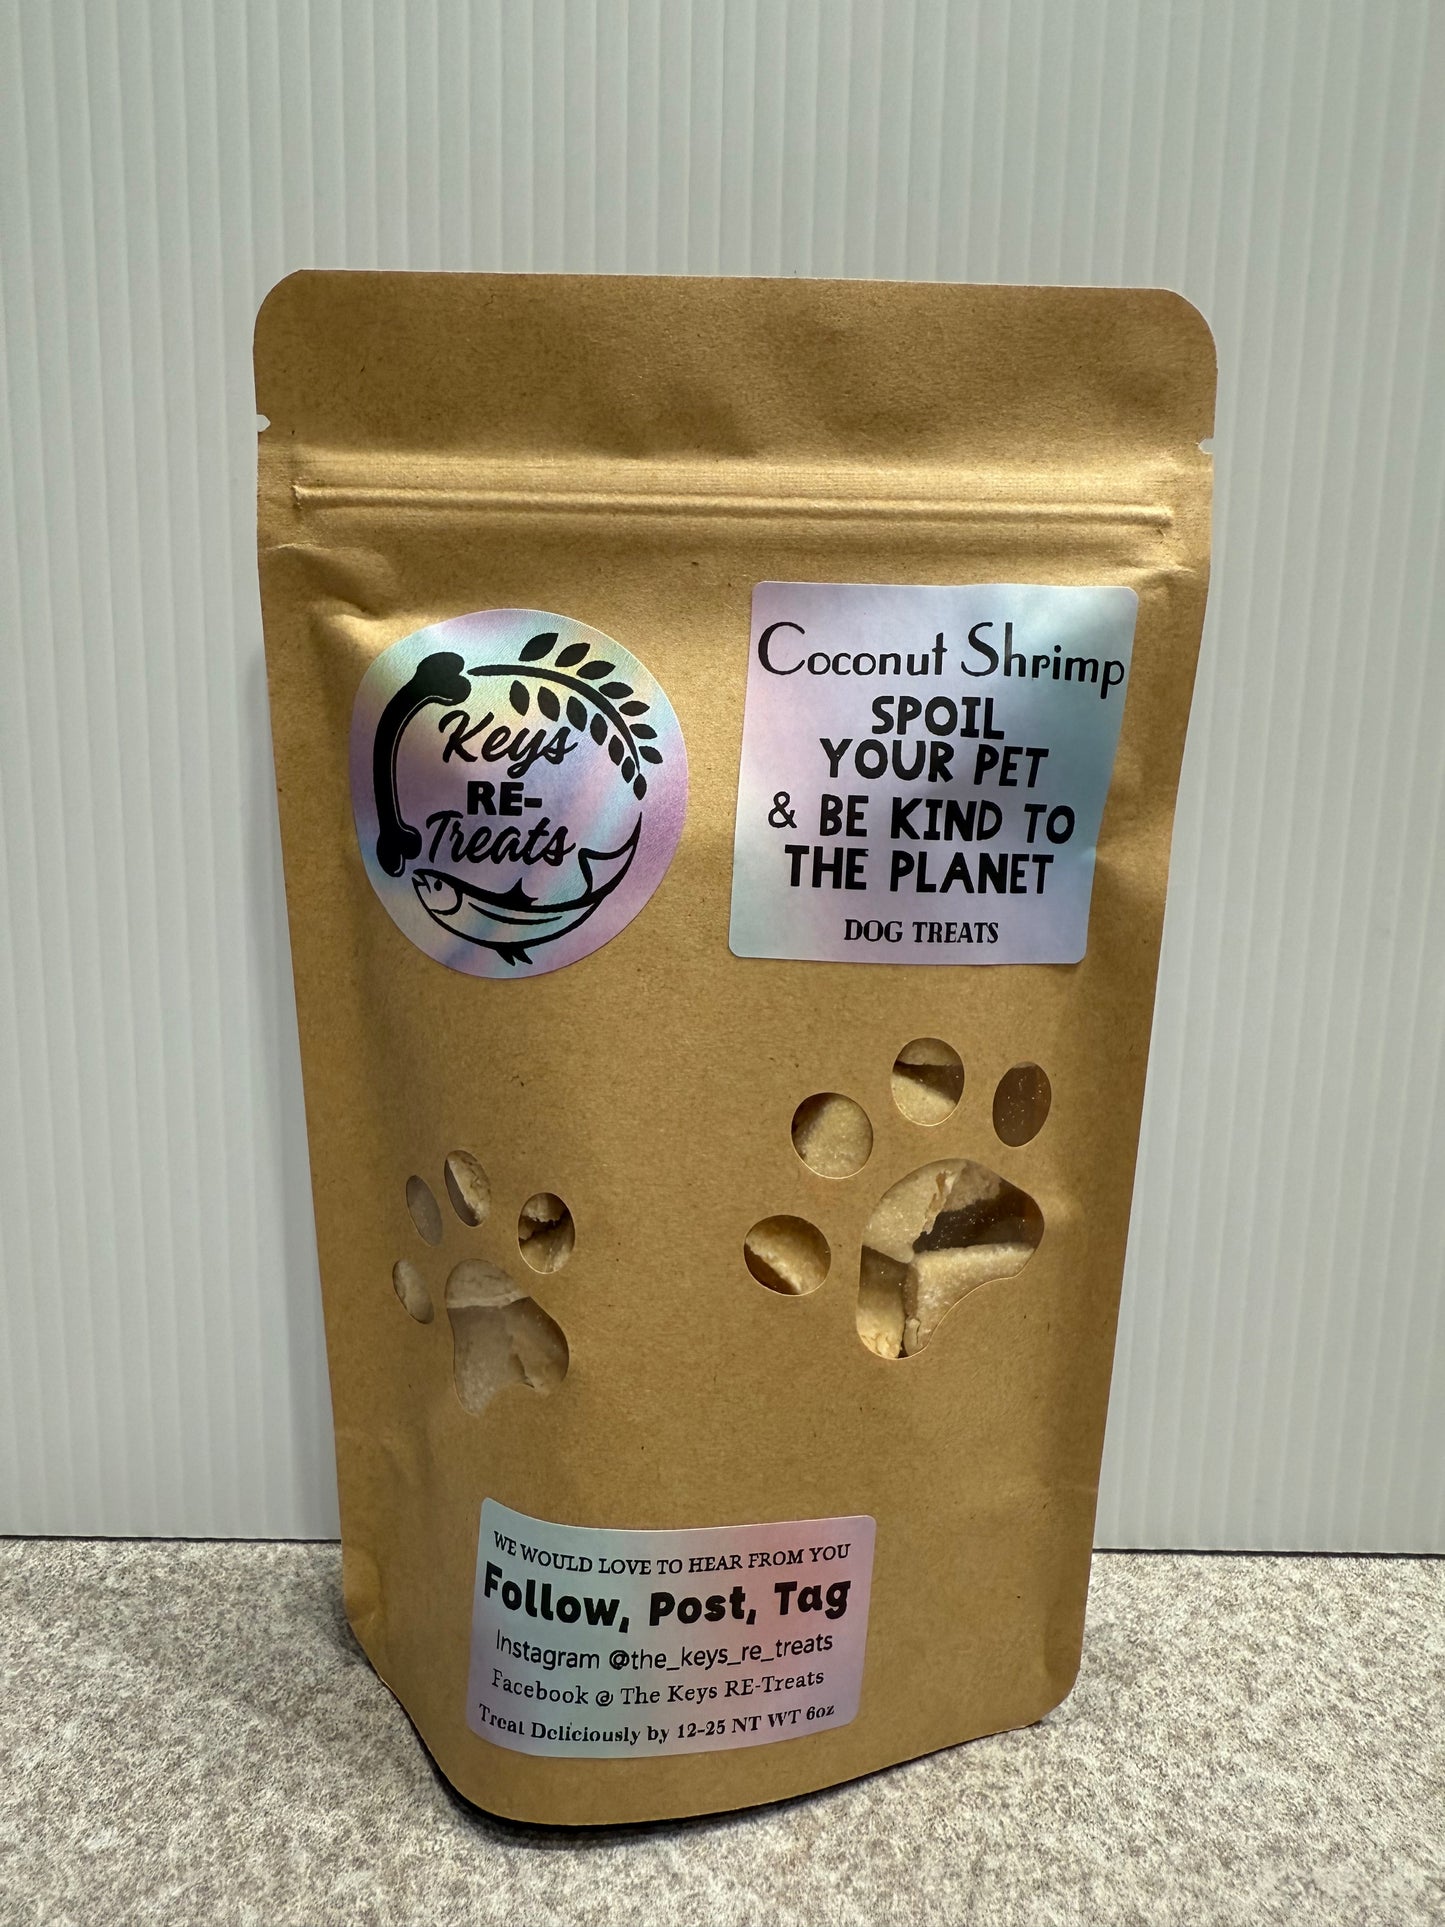 Keys
RE-
Treats
Coconut Shrimp
SPOIL
YOUR PET
& BE KIND TO
THE PLANET
DOG TREATS
WE WOULD LOVE TO HEAR FROM YOU
Follow, Post, Tag
Instagram @the_keys_re_treats
Facebook @ The Keys RE-Treats
Treat Deliciously by 12-25 NT WT 6oz